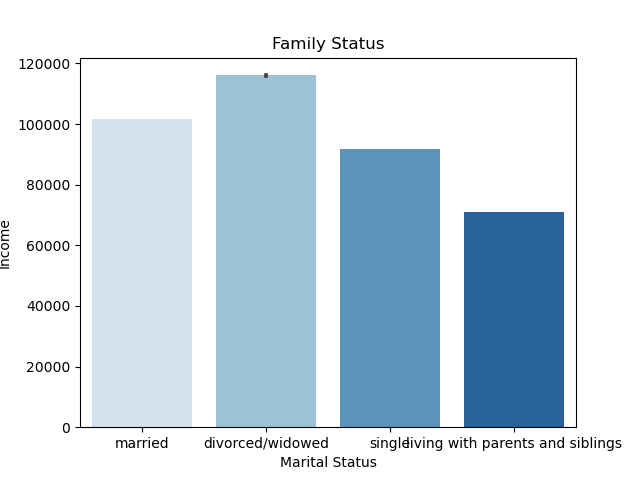 Family Status
120000
100000
80000
60000
40000
20000
0
Income
married
divorced/widowed
single
living with parents and siblings
Marital Status